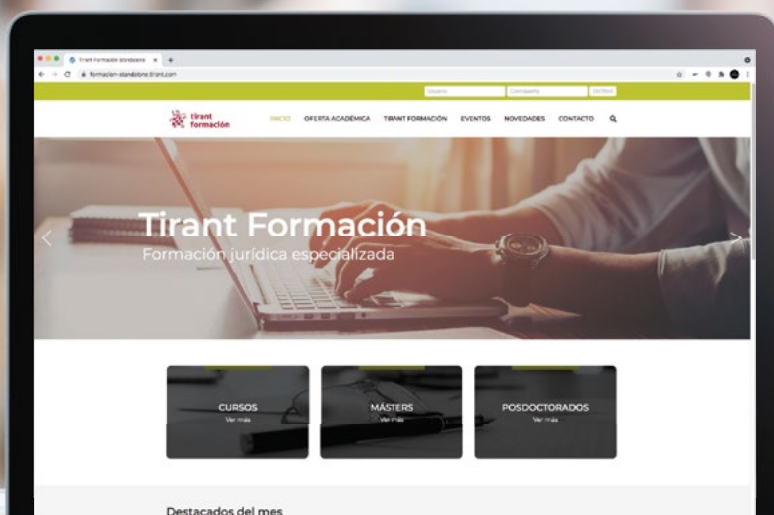 Tirant Formación Standalone
formacion-standalone.tirant.com
Usuario Contraseña
tirant
formación
INICIO OFERTA ACADÉMICA TIRANT FORMACIÓN EVENTOS NOVEDADES CONTACTO
Tirant Formación
Formación jurídica especializada
CURSOS MÁSTERS POSDOCTORADOS
Ver más Ver más Ver más
Destacados del mes